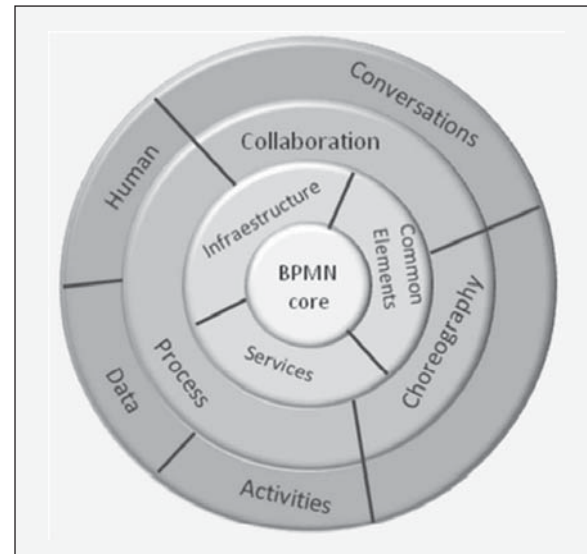 Conversations
Human
Collaboration
Infraestructure
Common
Elements
BPMN
core
Choreography
Services
Process
Data
Activities